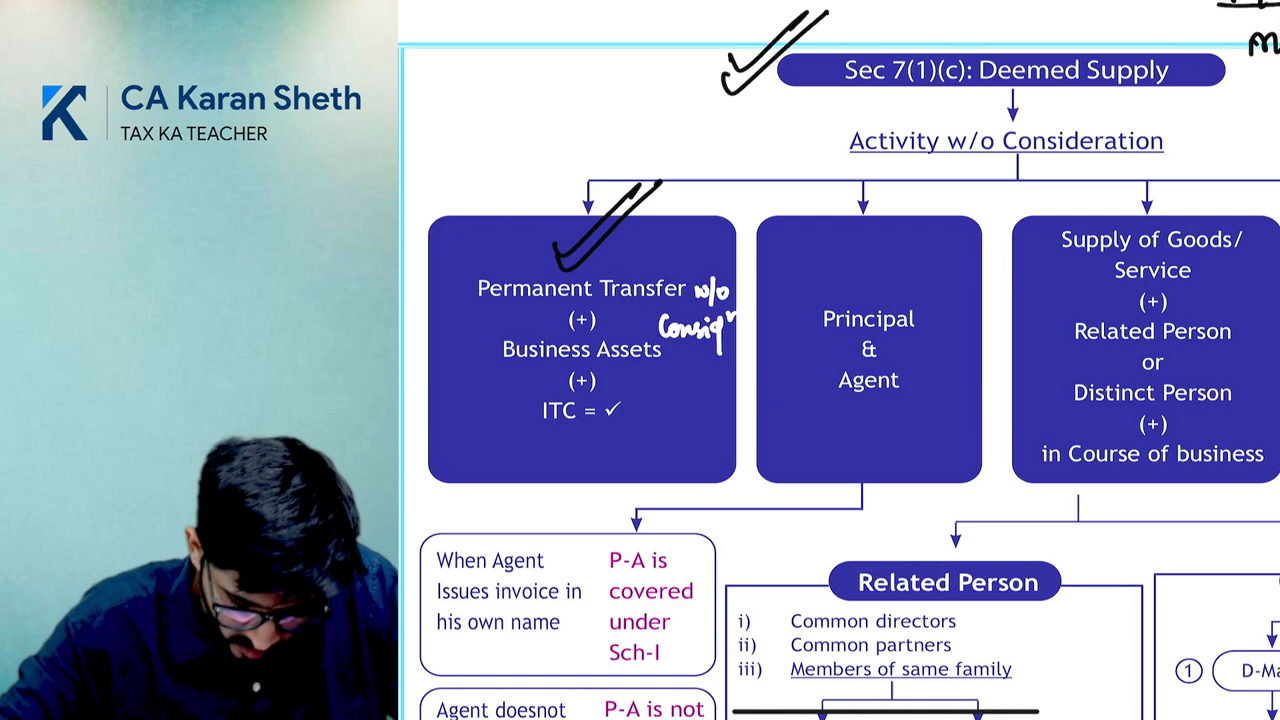 CA Karan Sheth
TAX KA TEACHER
Sec 7(1)(c): Deemed Supply
Activity w/o Consideration
Permanent Transfer w/o
(+)
Consiqⁿ
Business Assets
(+)
ITC = ✓
Principal
&
Agent
Supply of Goods/
Service
(+)
Related Person
or
Distinct Person
(+)
in Course of business
When Agent
Issues invoice in
his own name
P-A is
covered
under
Sch-I
Agent doesnot
P-A is not
Related Person
i) Common directors
ii) Common partners
iii) Members of same family
1